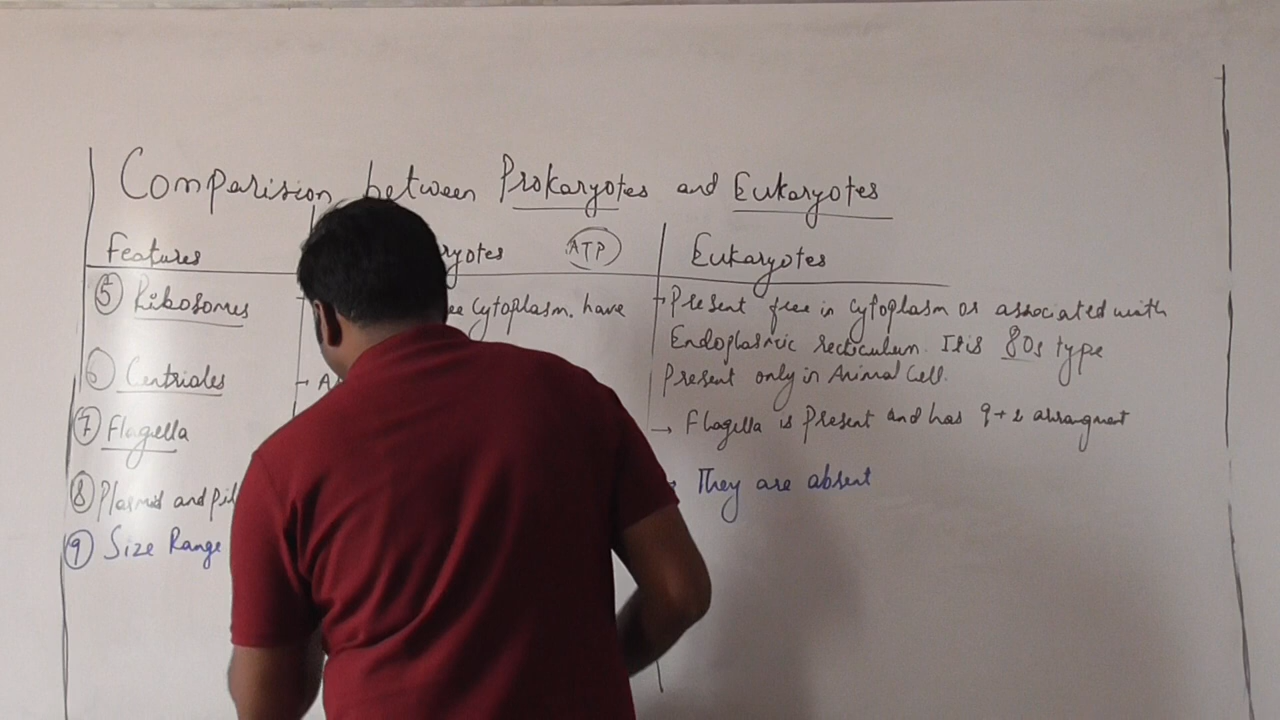 Comparision between Prokaryotes and Eukaryotes
Features ryotes ATP Eukaryotes
5 Ribosomes Cytoplasm. have Present free in Cytoplasm or associated with
Endoplasmic recticulum. It is 80s type
6 Centrioles Present only in Animal Cell.
7 Flagella → Flagella is Present and has 9+2 arrangment
8 Plasmid and Pil They are absent
9 Size Range